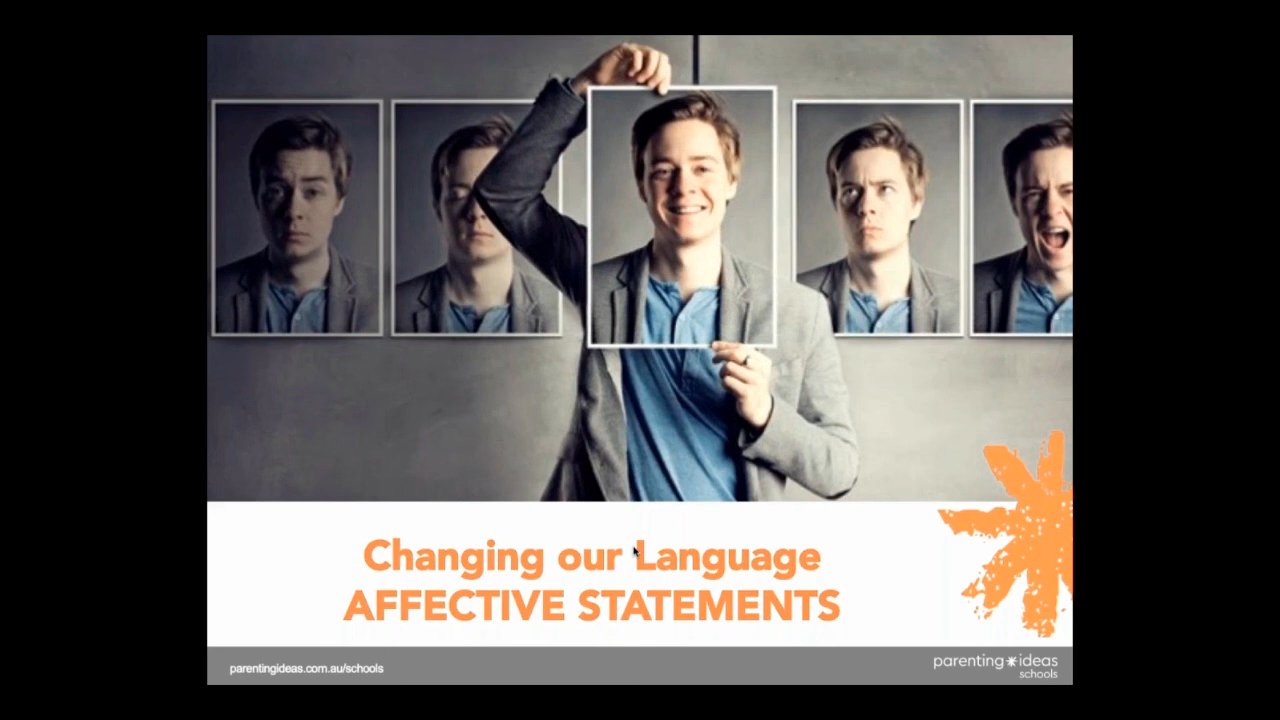 Changing our Language
AFFECTIVE STATEMENTS
parentingideas.com.au/schools
parenting*ideas
schools